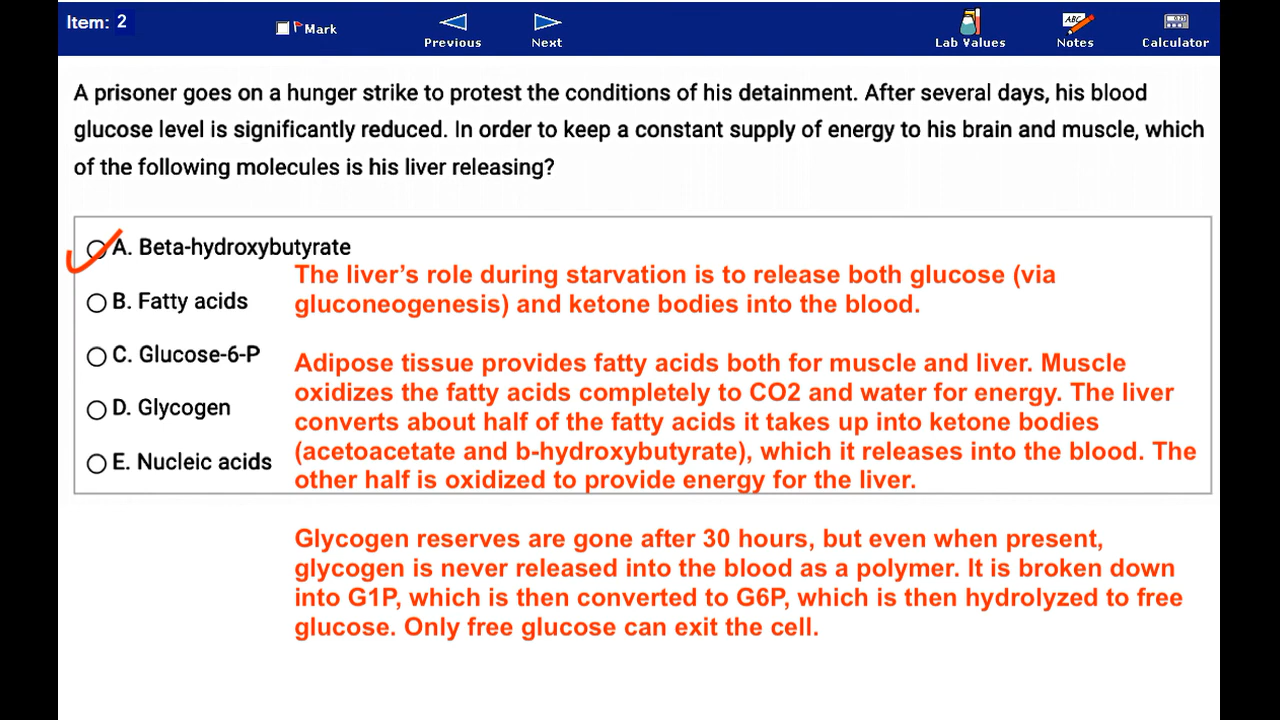 Item: 2
Mark
Previous
Next
Lab Values
Notes
Calculator
A prisoner goes on a hunger strike to protest the conditions of his detainment. After several days, his blood
glucose level is significantly reduced. In order to keep a constant supply of energy to his brain and muscle, which
of the following molecules is his liver releasing?
A. Beta-hydroxybutyrate
The liver's role during starvation is to release both glucose (via
gluconeogenesis) and ketone bodies into the blood.
B. Fatty acids
C. Glucose-6-P
Adipose tissue provides fatty acids both for muscle and liver. Muscle
oxidizes the fatty acids completely to CO2 and water for energy. The liver
D. Glycogen
converts about half of the fatty acids it takes up into ketone bodies
(acetoacetate and b-hydroxybutyrate), which it releases into the blood. The
E. Nucleic acids
other half is oxidized to provide energy for the liver.
Glycogen reserves are gone after 30 hours, but even when present,
glycogen is never released into the blood as a polymer. It is broken down
into G1P, which is then converted to G6P, which is then hydrolyzed to free
glucose. Only free glucose can exit the cell.